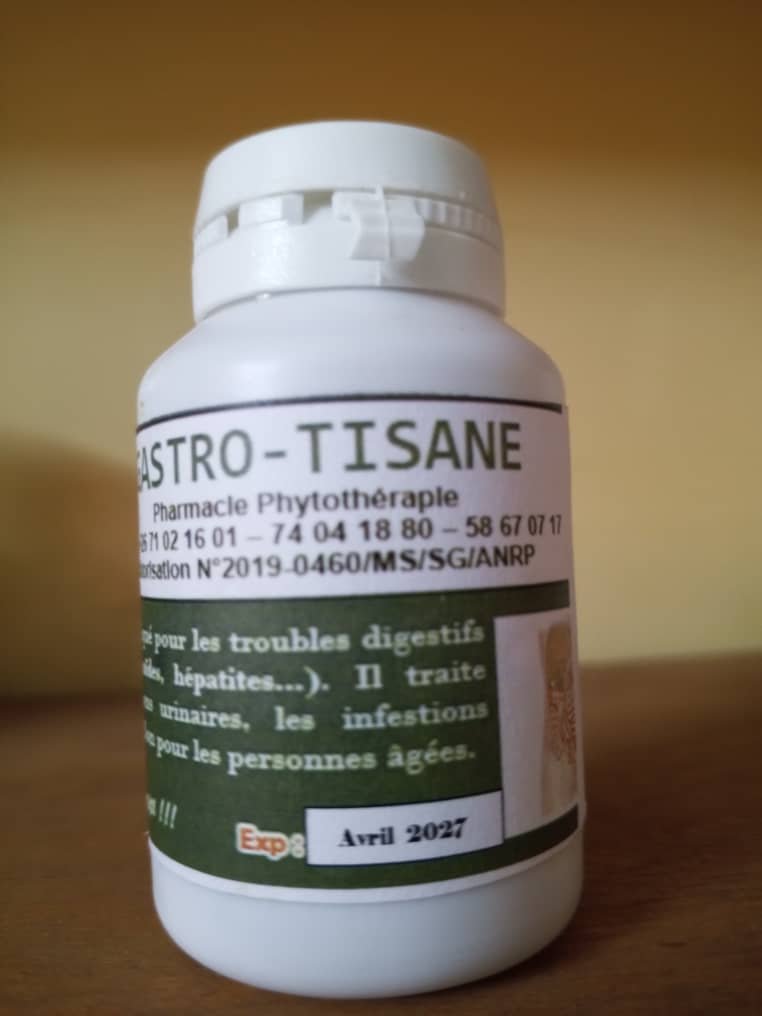 GASTRO-TISANE
Pharmacie Phytothérapie
71 02 16 01 – 74 04 18 80 – 58 67 07 17
N°2019-0460/MS/SG/ANRP
pour les troubles digestifs
hépatites...). Il traite
urinaires, les infestions
pour les personnes âgées.
!!!
Exp: Avril 2027